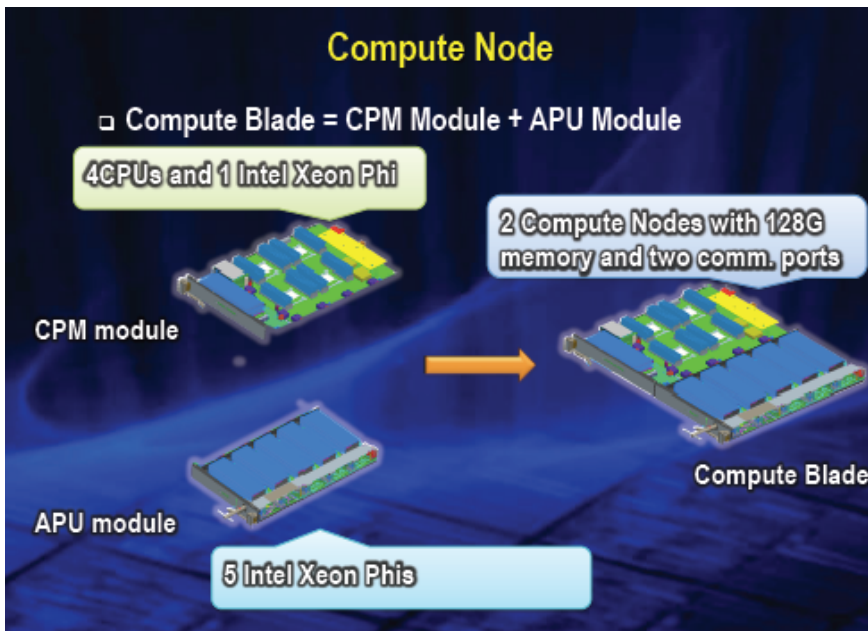 Compute Node
❑ Compute Blade = CPM Module + APU Module
4CPUs and 1 Intel Xeon Phi
2 Compute Nodes with 128G
memory and two comm. ports
CPM module
Compute Blade
APU module
5 Intel Xeon Phis